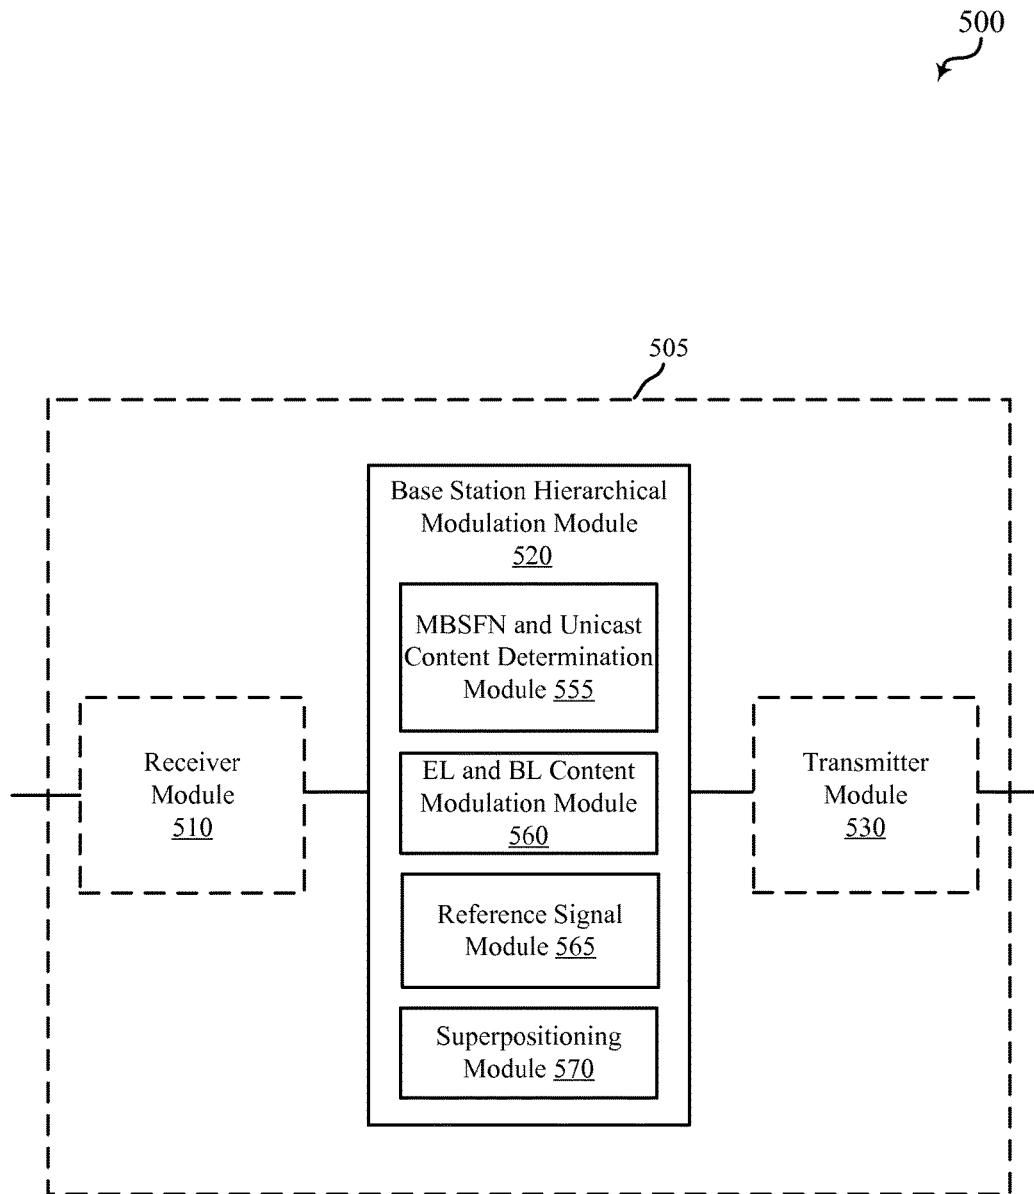 500
505
Base Station Hierarchical
Modulation Module
520
MBSFN and Unicast
Content Determination
Module 555
Receiver
Module
510
EL and BL Content
Modulation Module
560
Transmitter
Module
530
Reference Signal
Module 565
Superpositioning
Module 570